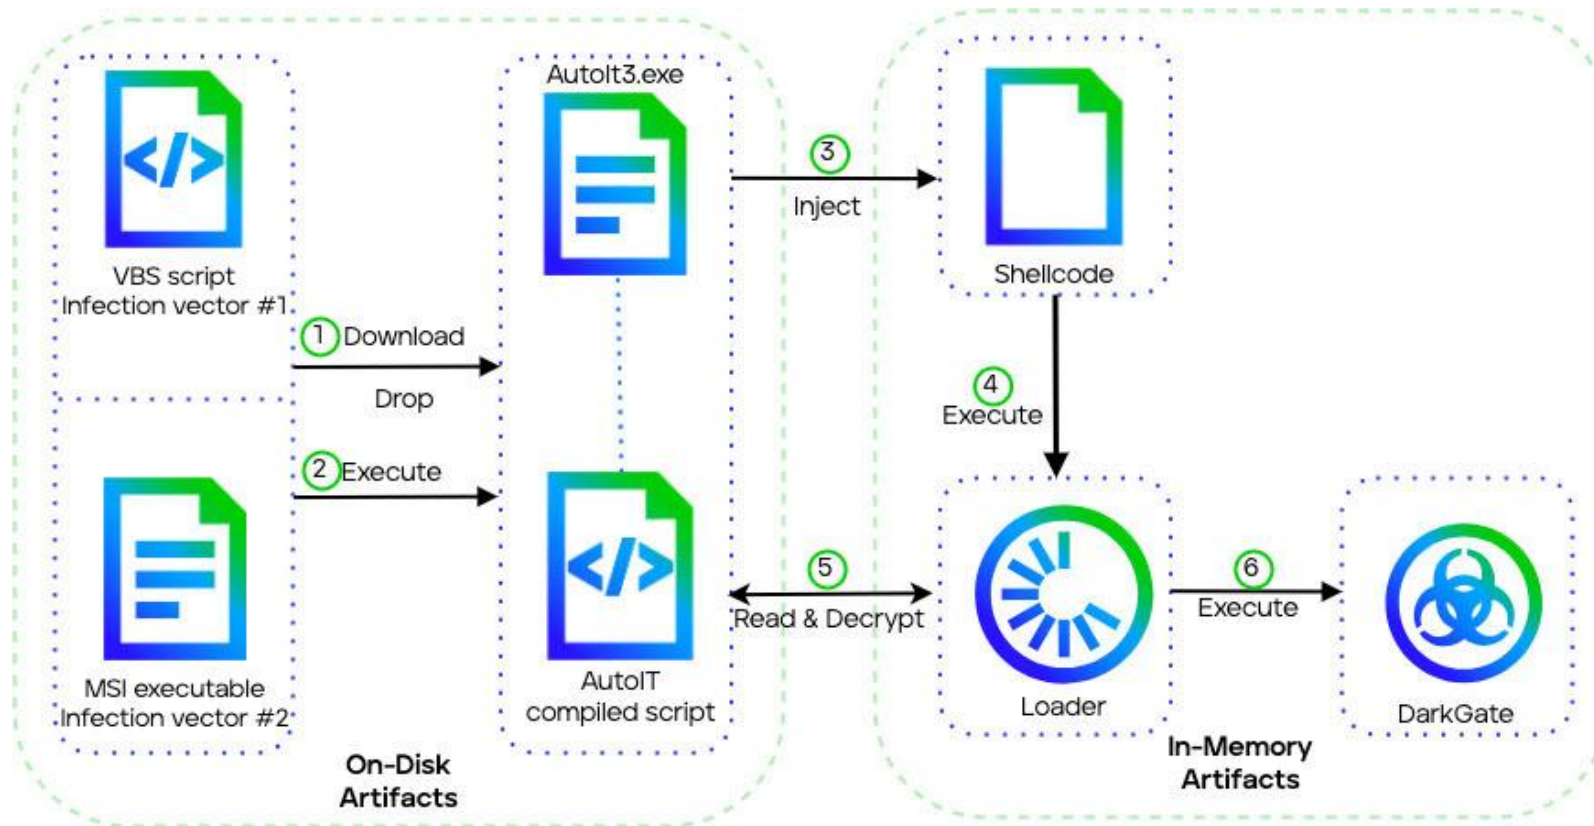 AutoIt3.exe
VBS script
Infection vector #1
1 Download
Drop
2 Execute
MSI executable
Infection vector #2
AutoIT
compiled script
On-Disk
Artifacts
3
Inject
Shellcode
4
Execute
5
Read & Decrypt
Loader
6
Execute
DarkGate
In-Memory
Artifacts